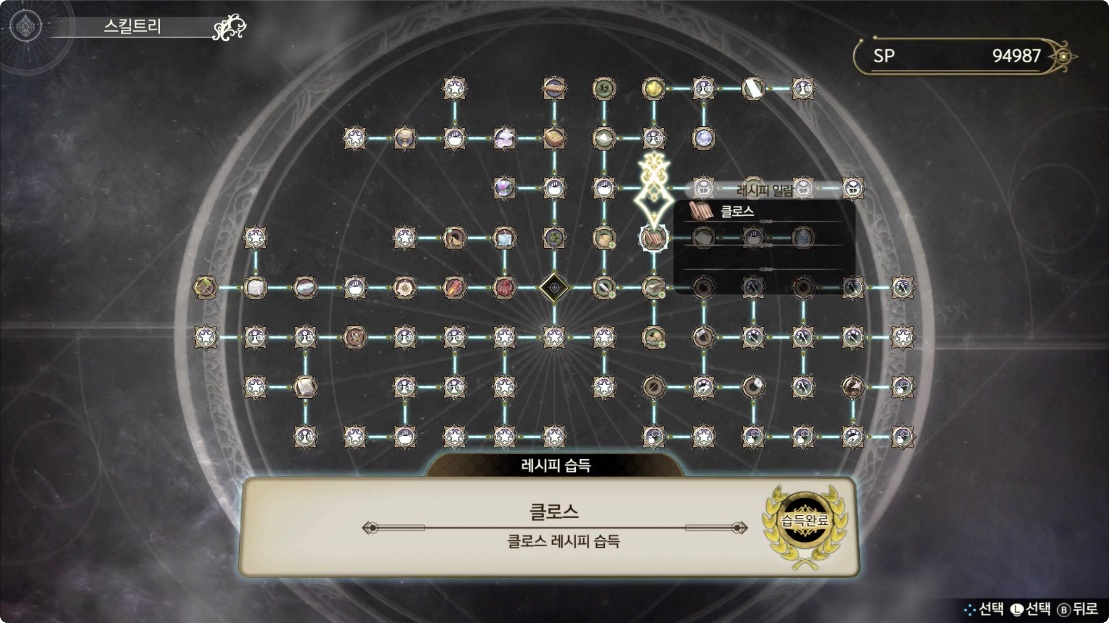 스킬트리
SP 94987
레시피 일람
클로스
레시피 습득
클로스
클로스 레시피 습득
습득완료
선택 L 선택 B 뒤로